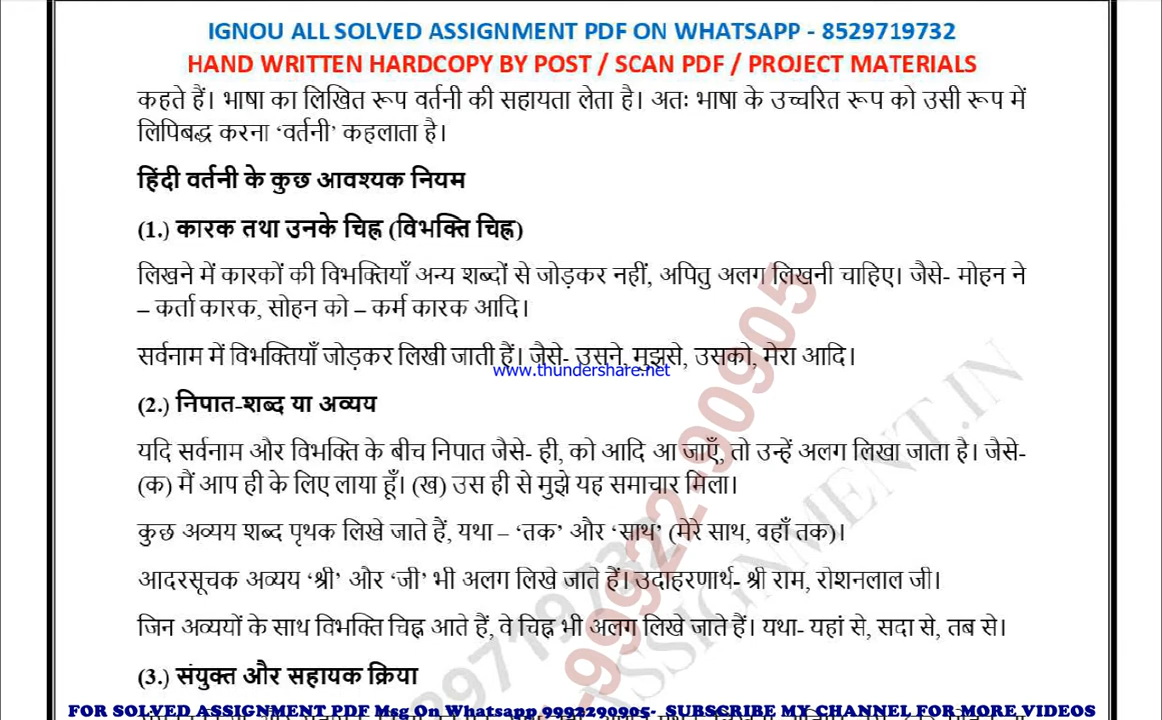 IGNOU ALL SOLVED ASSIGNMENT PDF ON WHATSAPP - 8529719732
HAND WRITTEN HARDCOPY BY POST / SCAN PDF / PROJECT MATERIALS
कहते हैं। भाषा का लिखित रूप वर्तनी की सहायता लेता है। अतः भाषा के उच्चरित रूप को उसी रूप में
लिपिबद्ध करना ‘वर्तनी’ कहलाता है।
हिंदी वर्तनी के कुछ आवश्यक नियम
(1.) कारक तथा उनके चिह्न (विभक्ति चिह्न)
लिखने में कारकों की विभक्तियाँ अन्य शब्दों से जोड़कर नहीं, अपितु अलग लिखनी चाहिए। जैसे- मोहन ने
– कर्ता कारक, सोहन को – कर्म कारक आदि।
सर्वनाम में विभक्तियाँ जोड़कर लिखी जाती हैं। जैसे- उसने, मुझसे, उसको, मेरा आदि।
www.thundershare.net
(2.) निपात-शब्द या अव्यय
यदि सर्वनाम और विभक्ति के बीच निपात जैसे- ही, को आदि आ जाएँ, तो उन्हें अलग लिखा जाता है। जैसे-
(क) मैं आप ही के लिए लाया हूँ। (ख) उस ही से मुझे यह समाचार मिला।
कुछ अव्यय शब्द पृथक लिखे जाते हैं, यथा – ‘तक’ और ‘साथ’ (मेरे साथ, वहाँ तक)।
आदरसूचक अव्यय ‘श्री’ और ‘जी’ भी अलग लिखे जाते हैं। उदाहरणार्थ- श्री राम, रोशनलाल जी।
जिन अव्ययों के साथ विभक्ति चिह्न आते हैं, वे चिह्न भी अलग लिखे जाते हैं। यथा- यहां से, सदा से, तब से।
(3.) संयुक्त और सहायक क्रिया
FOR SOLVED ASSIGNMENT PDF Msg On Whatsapp 9992290905- SUBSCRIBE MY CHANNEL FOR MORE VIDEOS
-99922-90905
29719732
ASSIGNMENT.IN